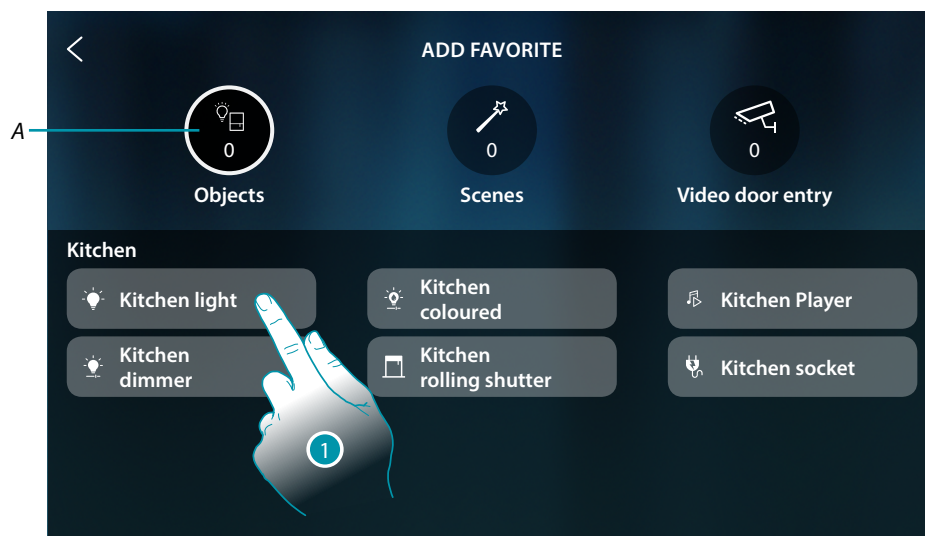 ADD FAVORITE
A
0
0
0
Objects
Scenes
Video door entry
Kitchen
Kitchen light
Kitchen
coloured
Kitchen Player
Kitchen
dimmer
Kitchen
rolling shutter
Kitchen socket
1